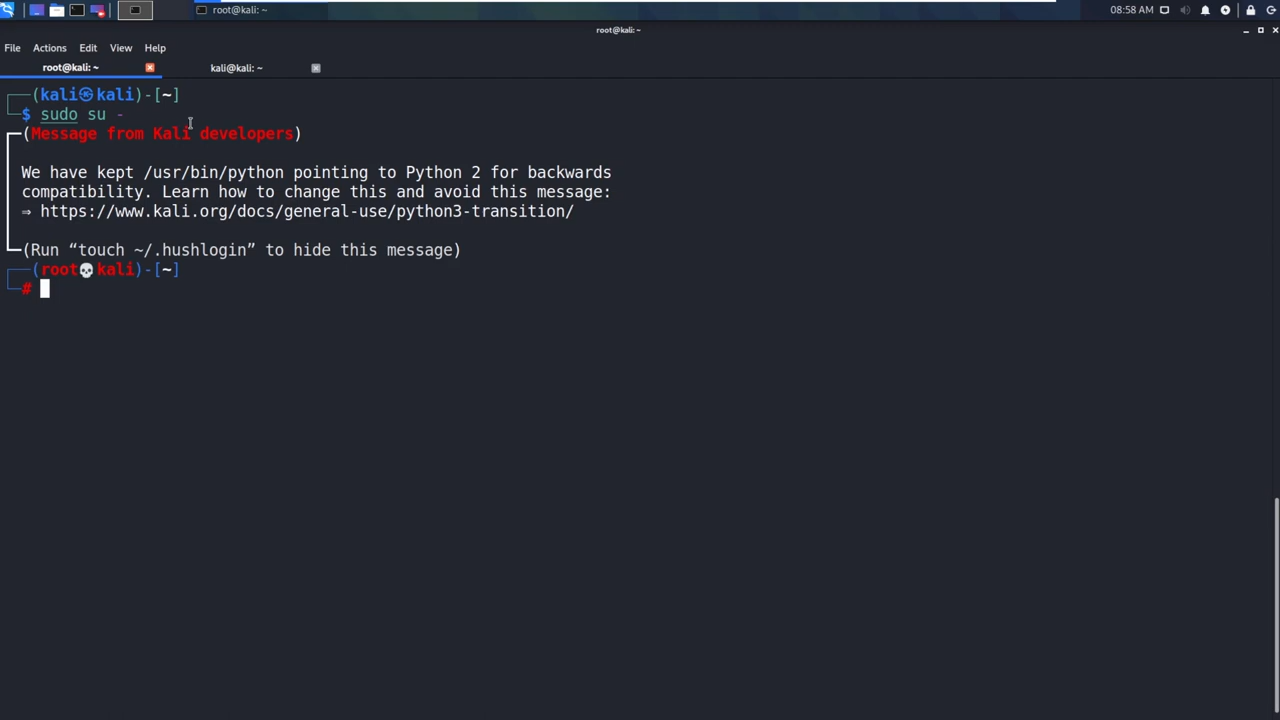 root@kali: ~
08:58 AM
root@kali: ~
File Actions Edit View Help
root@kali: ~ kali@kali: ~
┌──(kali㉿kali)-[~]
└─$ sudo su -
┏━(Message from Kali developers)
┃ We have kept /usr/bin/python pointing to Python 2 for backwards
┃ compatibility. Learn how to change this and avoid this message:
┃ ⇒ https://www.kali.org/docs/general-use/python3-transition/
┗━(Run “touch ~/.hushlogin” to hide this message)
┌──(root💀kali)-[~]
└─#